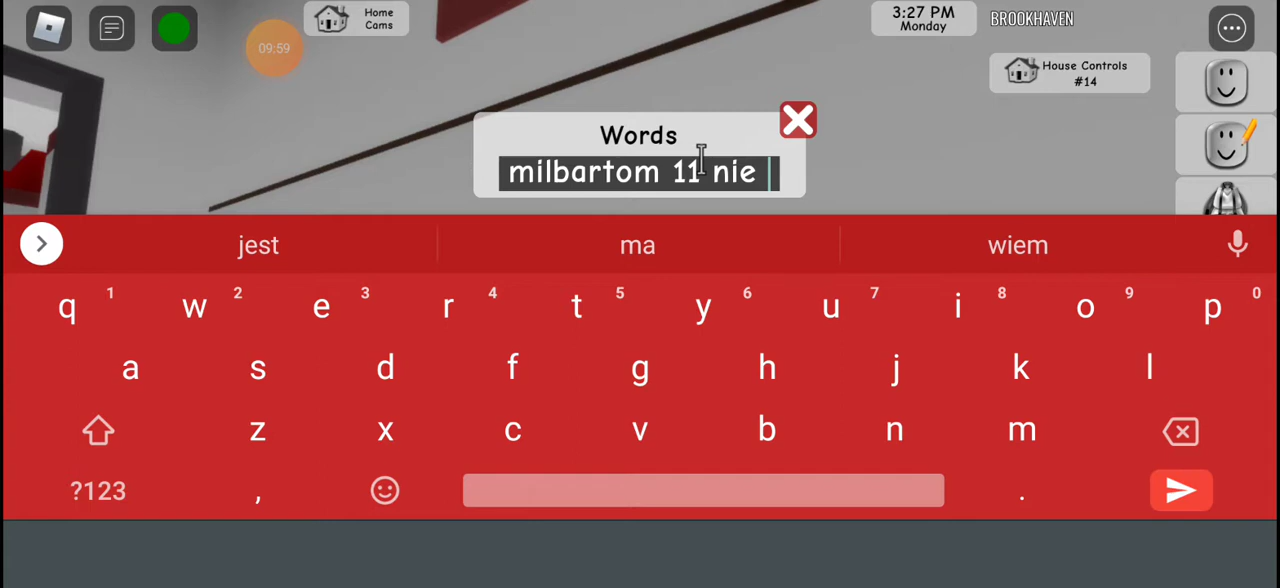 Home
Cams
09:59
3:27 PM
Monday
BROOKHAVEN
House Controls
#14
Words
milbartom 11 nie
jest ma wiem
q 1 w 2 e 3 r 4 t 5 y 6 u 7 i 8 o 9 p 0
a s d f g h j k l
z x c v b n m
?123 , .